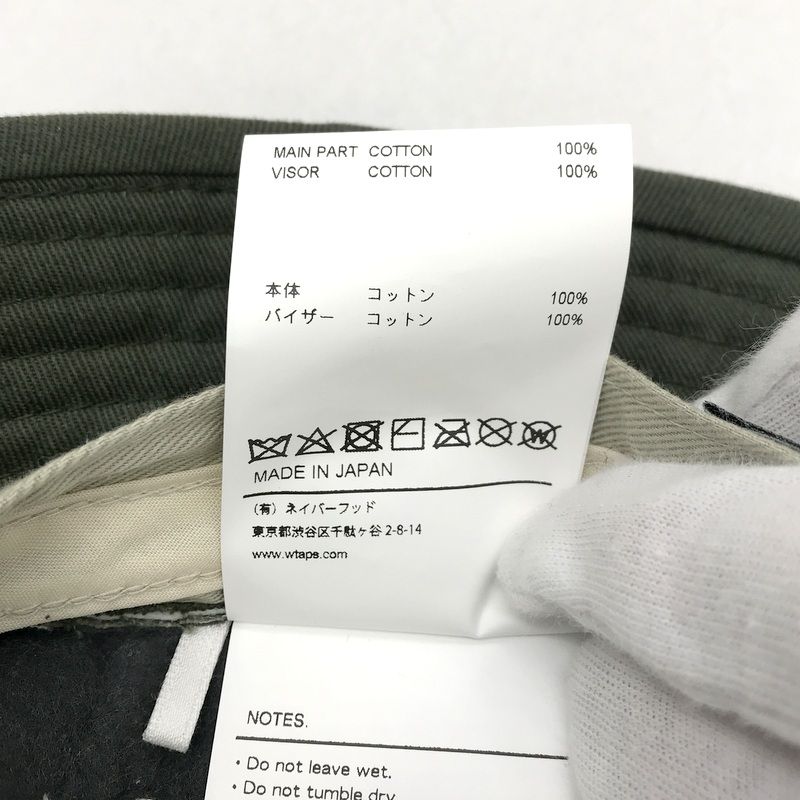 MAIN PART COTTON 100%
VISOR COTTON 100%
本体 コットン 100%
バイザー コットン 100%
W
MADE IN JAPAN
(有) ネイバーフッド
東京都渋谷区千駄ヶ谷 2-8-14
www.wtaps.com
NOTES.
・Do not leave wet.
・Do not tumble dry